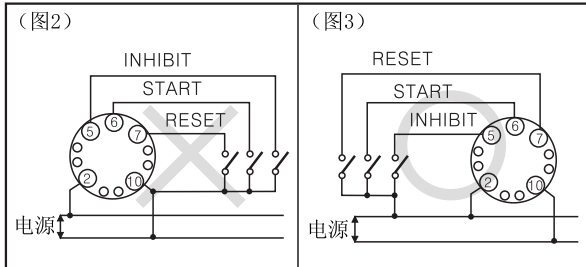 （图2）
INHIBIT
START
RESET
5
6
7
2
10
电源
（图3）
RESET
START
INHIBIT
5
6
7
2
10
电源